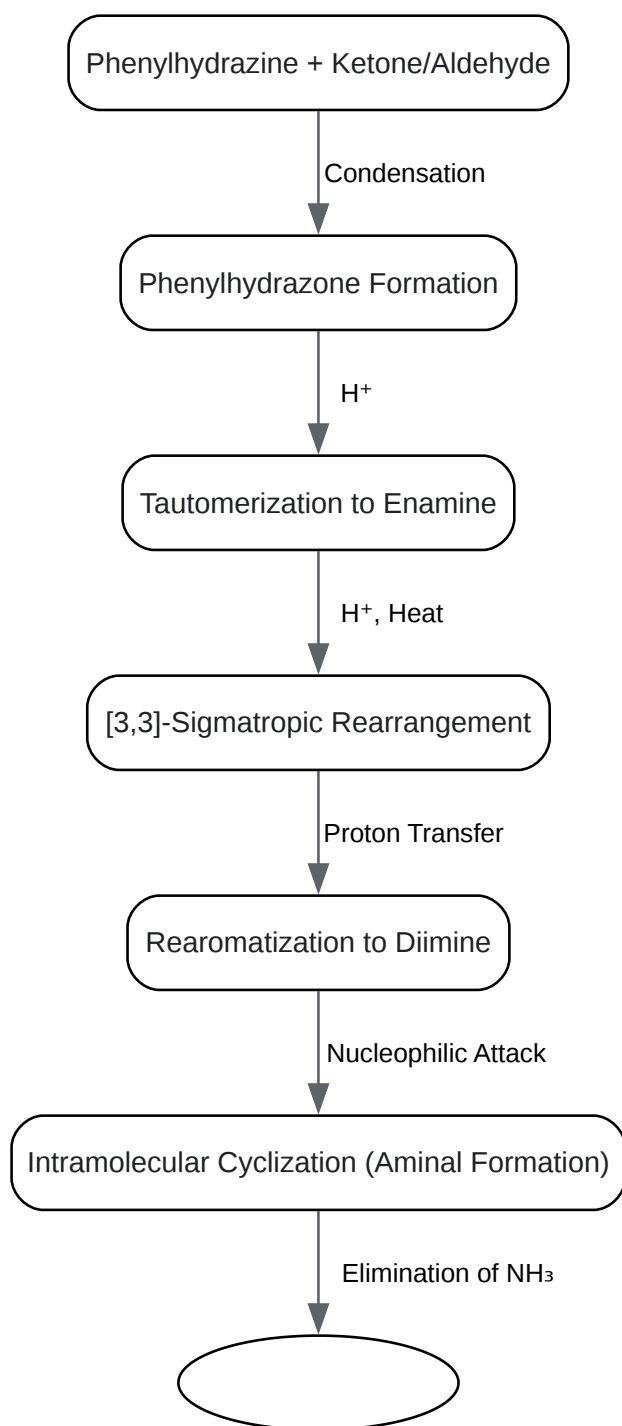 Phenylhydrazine + Ketone/Aldehyde
Condensation
Phenylhydrazone Formation
H⁺
Tautomerization to Enamine
H⁺, Heat
[3,3]-Sigmatropic Rearrangement
Proton Transfer
Rearomatization to Diimine
Nucleophilic Attack
Intramolecular Cyclization (Aminal Formation)
Elimination of NH₃